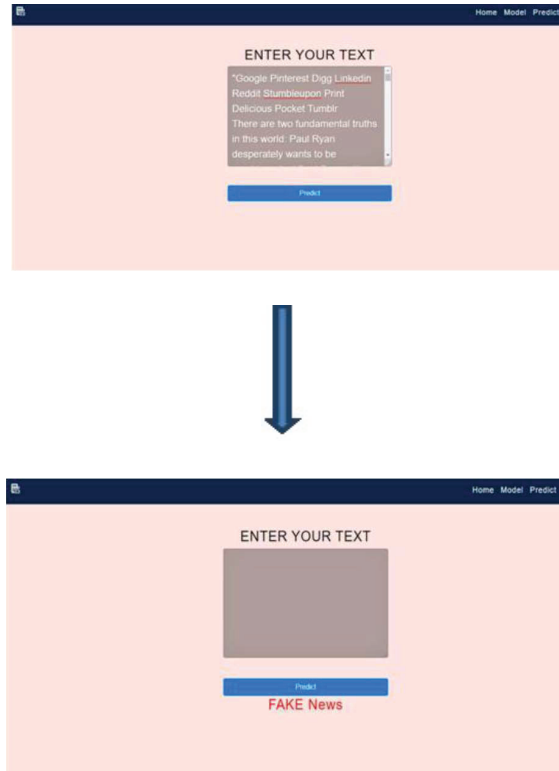 Home Model Predict
ENTER YOUR TEXT
"Google Pinterest Digg Linkedin
Reddit Stumbleupon Print
Delicious Pocket Tumblr
There are two fundamental truths
in this world: Paul Ryan
desperately wants to be
Predict
Home Model Predict
ENTER YOUR TEXT
Predict
FAKE News